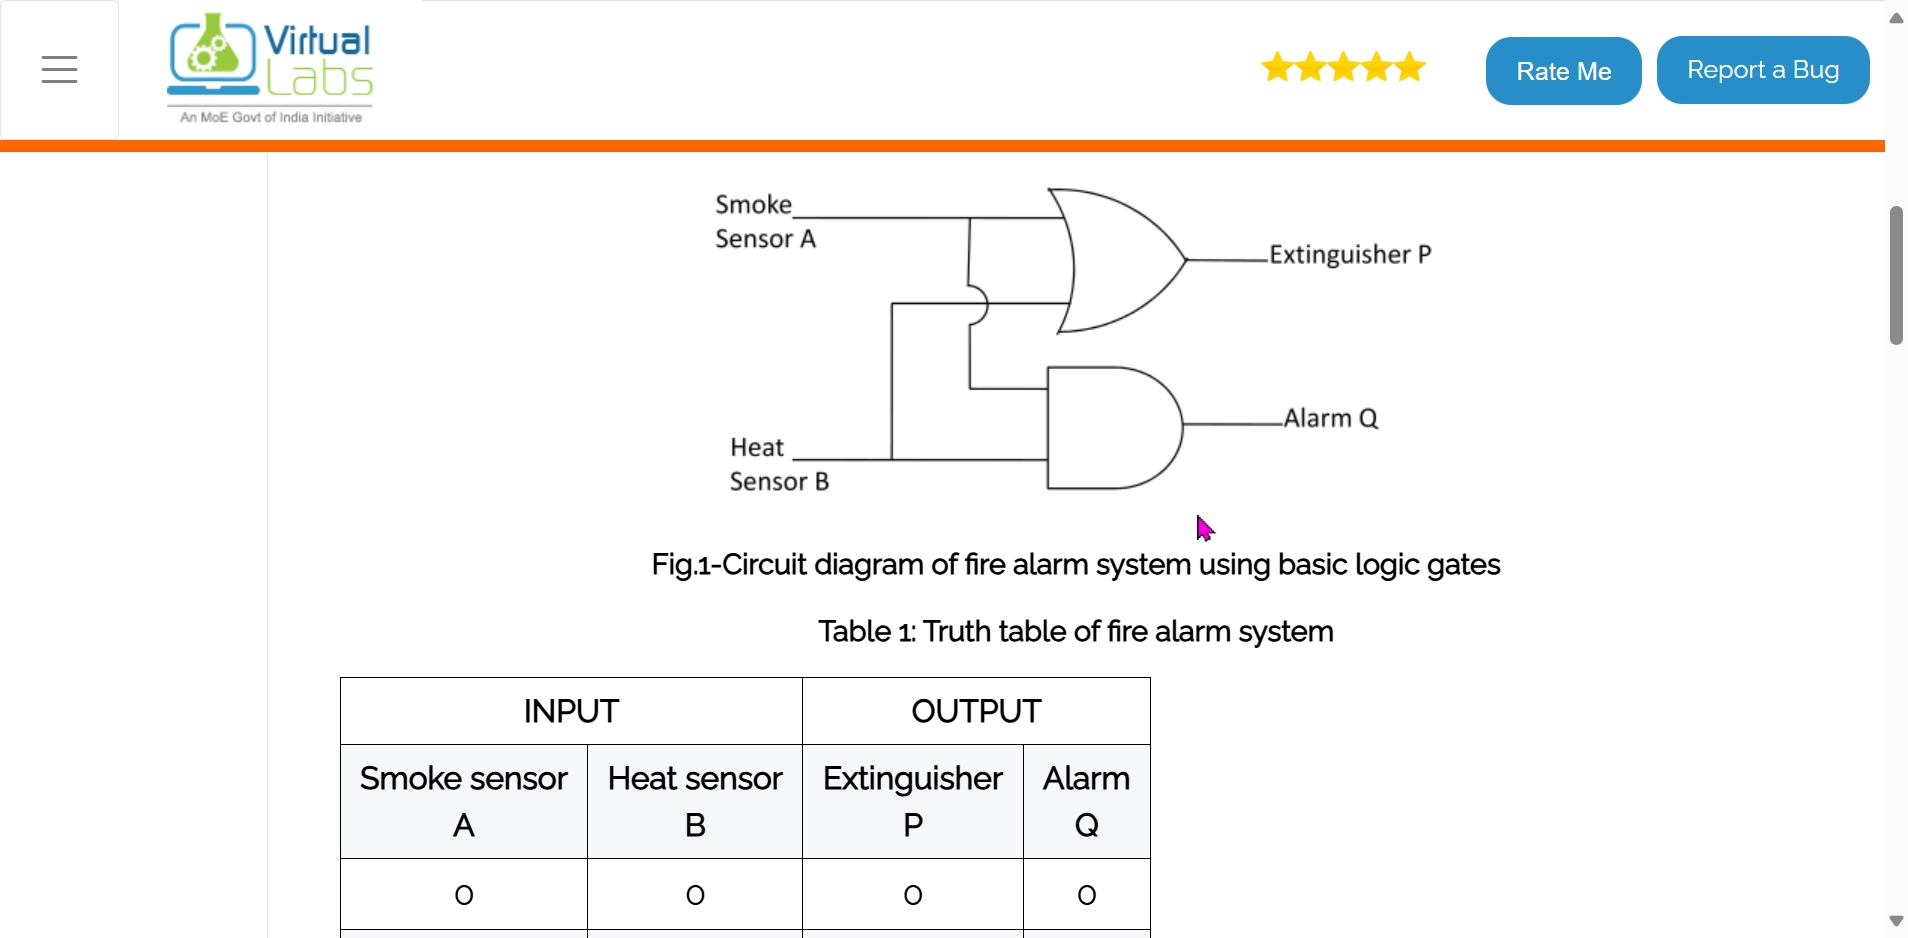 Virtual
Labs
An MoE Govt of India Initiative
Rate Me
Report a Bug
Smoke
Sensor A
Extinguisher P
Alarm Q
Heat
Sensor B
Fig.1-Circuit diagram of fire alarm system using basic logic gates
Table 1: Truth table of fire alarm system
INPUT OUTPUT
Smoke sensor Heat sensor Extinguisher Alarm
A B P Q
0 0 0 0